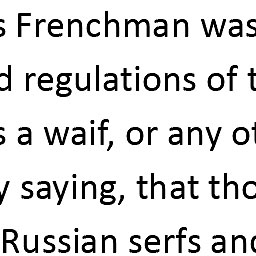 s Frenchman was
d regulations of t
s a waif, or any ot
y saying, that tho
Russian serfs and